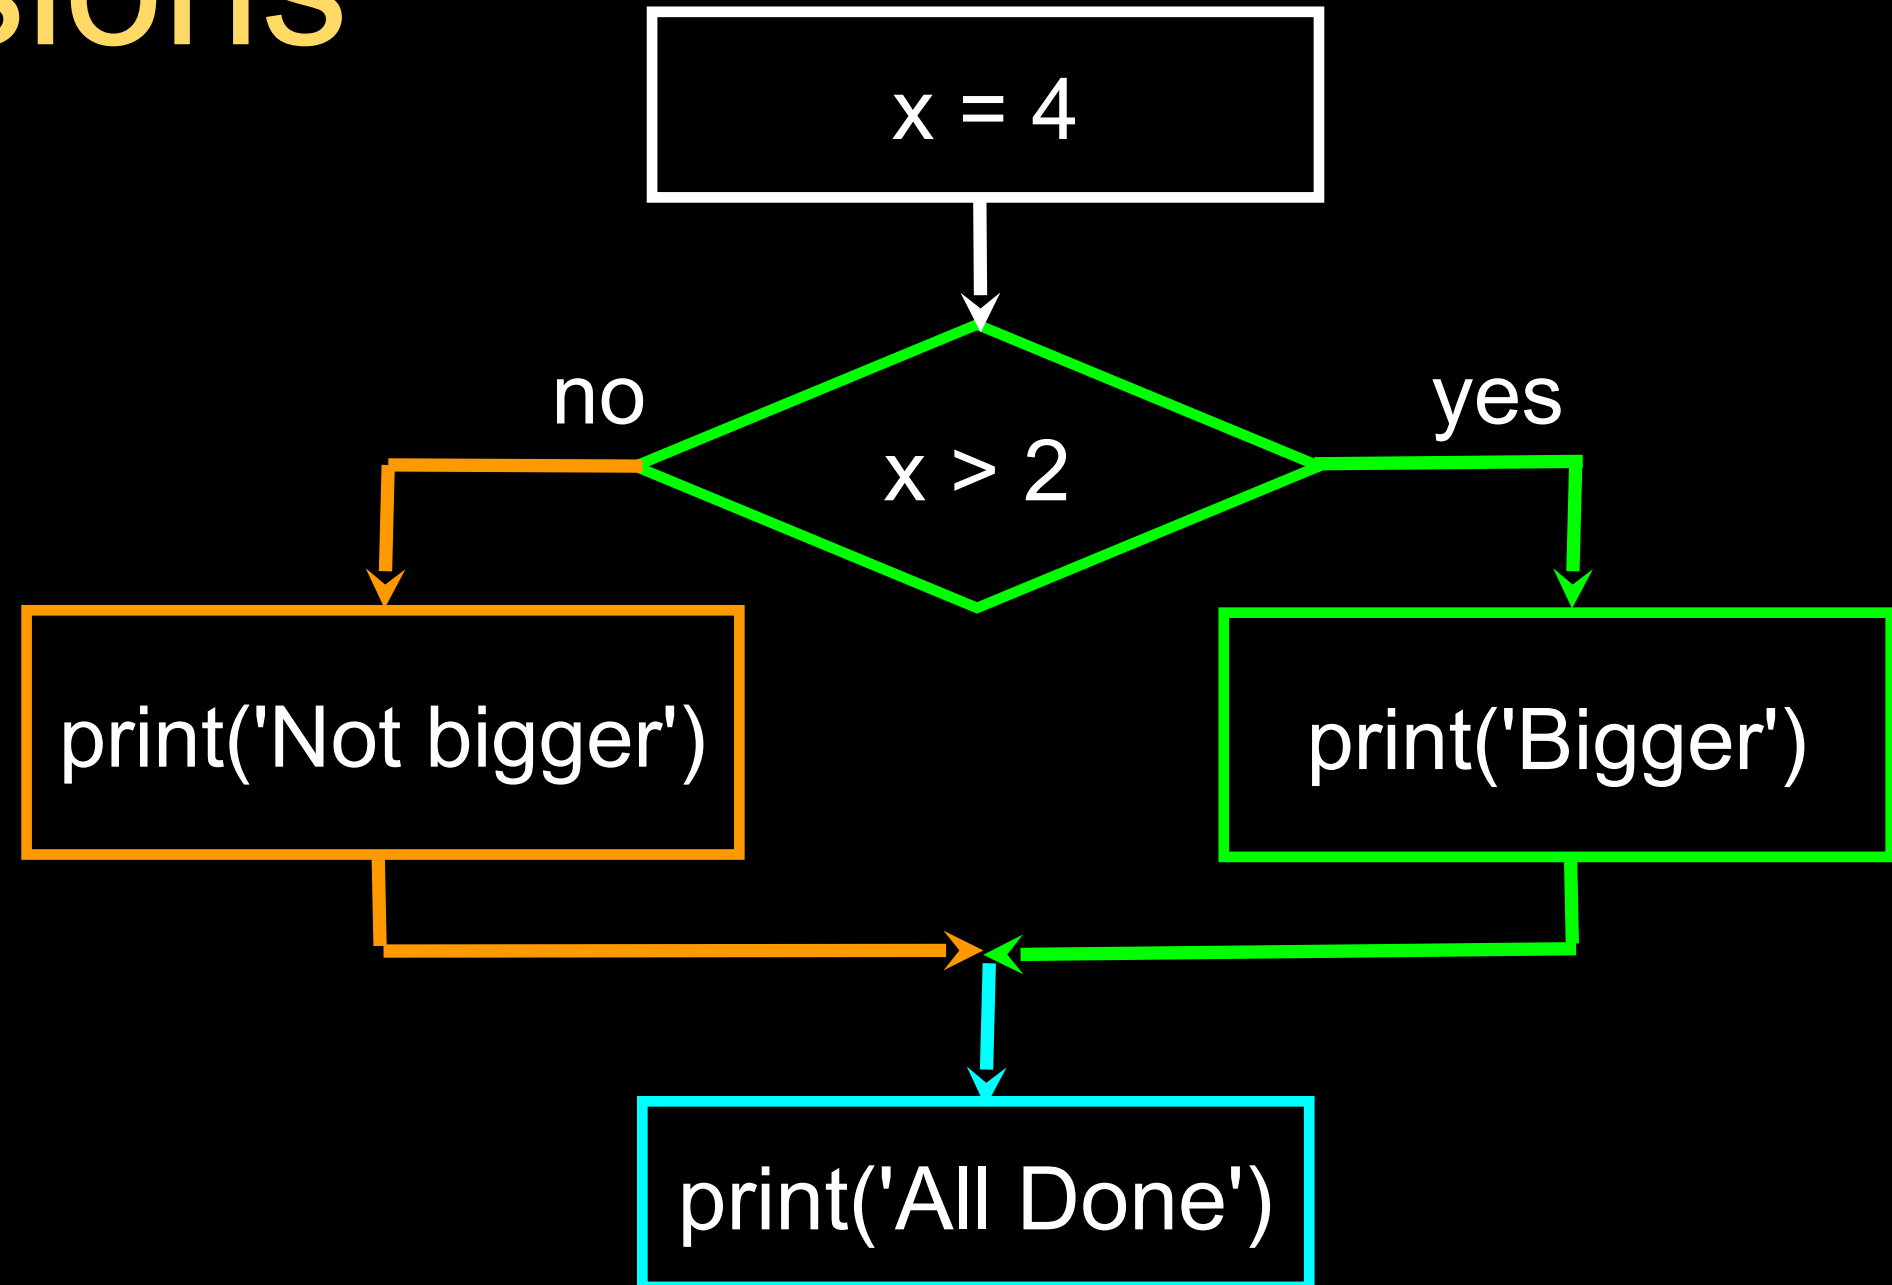 x = 4
no
yes
x > 2
print('Not bigger')
print('Bigger')
print('All Done')